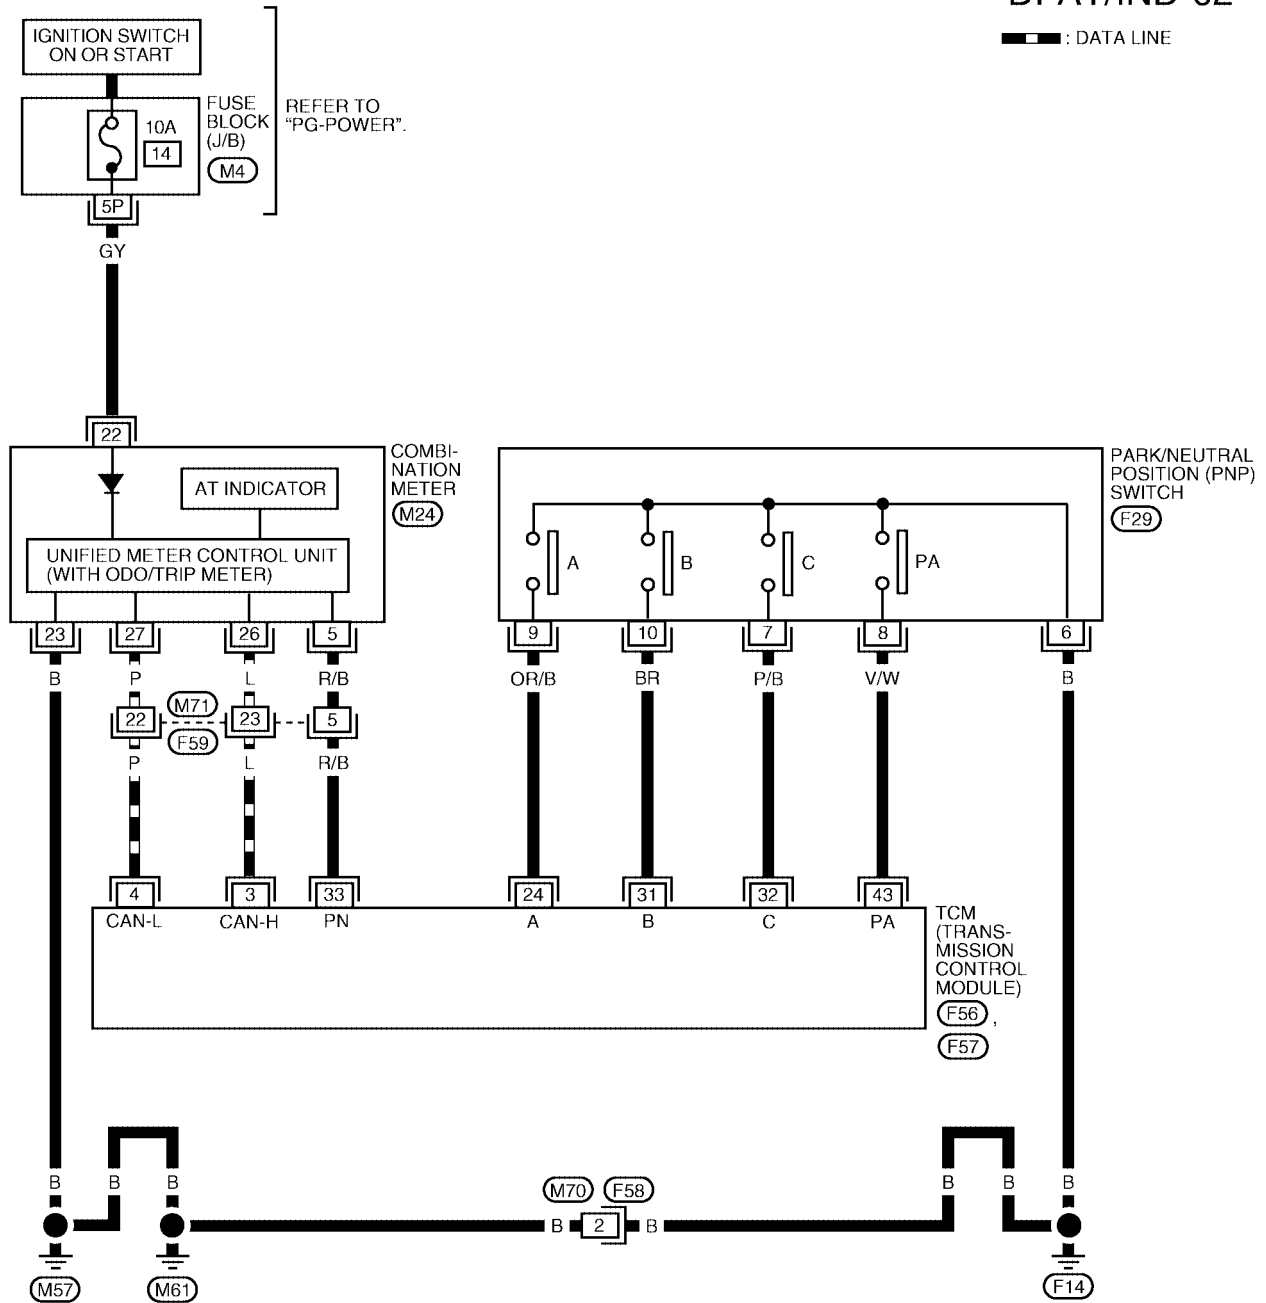 : DATA LINE
IGNITION SWITCH
ON OR START
FUSE
BLOCK
(J/B)
M4
10A
14
REFER TO
“PG-POWER”.
5P
GY
22
COMBI-
NATION
METER
M24
AT INDICATOR
UNIFIED METER CONTROL UNIT
(WITH ODO/TRIP METER)
PARK/NEUTRAL
POSITION (PNP)
SWITCH
F29
A B C PA
23 27 26 5 9 10 7 8 6
B P L R/B OR/B BR P/B V/W B
M71
22 23 5
F59
P L R/B
4 3 33 24 31 32 43
CAN-L CAN-H PN A B C PA
TCM
(TRANS-
MISSION
CONTROL
MODULE)
F56 ,
F57
B B B B B B
M70 F58
B 2 B
M57 M61 F14